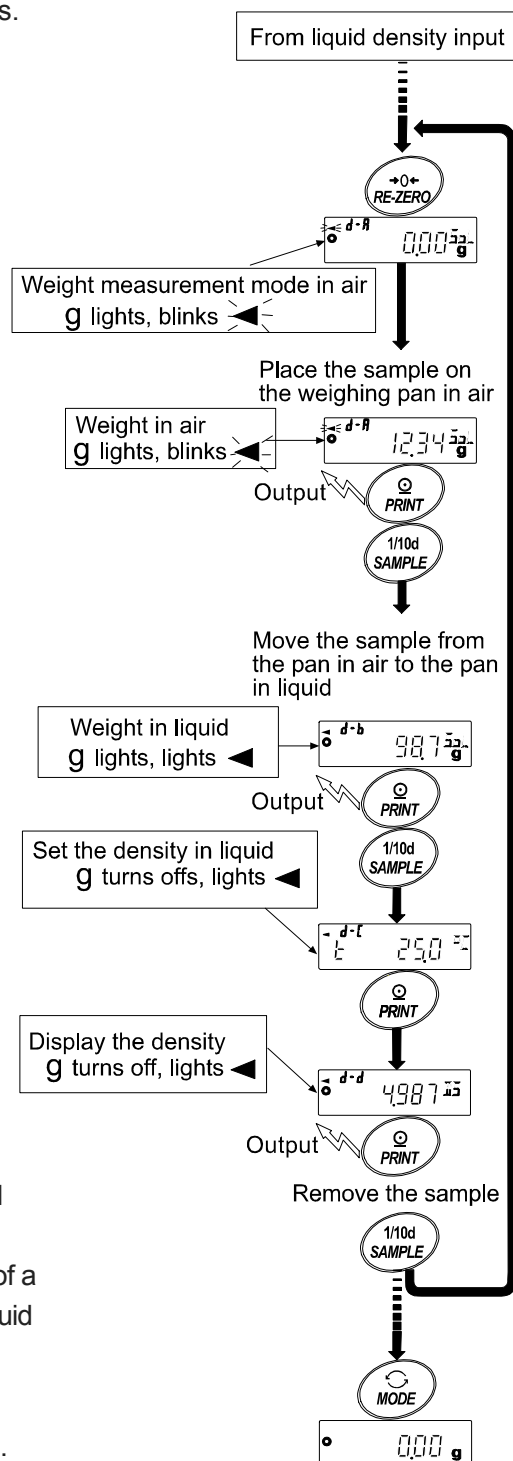 s.
From liquid density input
→0←
RE-ZERO
d-A
0.00 g
Weight measurement mode in air
g lights, blinks ◄
Place the sample on
the weighing pan in air
Weight in air
g lights, blinks ◄
d-A
12.34 g
Output
PRINT
1/10d
SAMPLE
Move the sample from
the pan in air to the pan
in liquid
Weight in liquid
g lights, lights ◄
d-b
9.87 g
Output
PRINT
1/10d
SAMPLE
Set the density in liquid
g turns offs, lights ◄
d-C
t 25.0
PRINT
Display the density
g turns off, lights ◄
d-d
4.987
Output
PRINT
Remove the sample
1/10d
SAMPLE
of a
uid
MODE
.
0.00 g